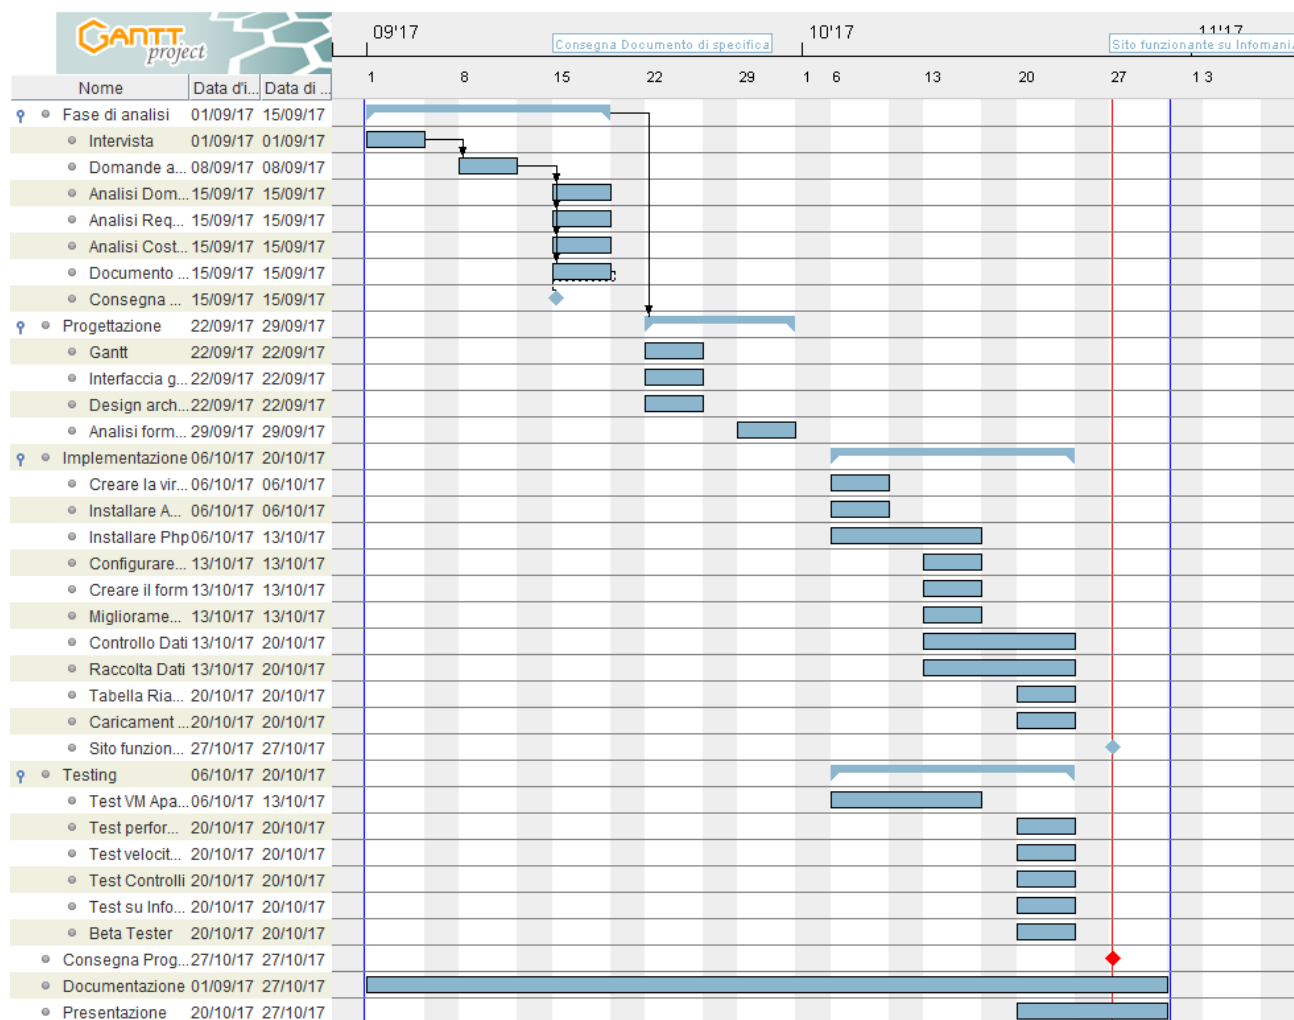 GANTT
project
09'17
10'17
11'17
Consegna Documento di specifica
Sito funzionante su Infomani
1 8 15 22 29 1 6 13 20 27 1 3
Nome Data d'i... Data di ...
Fase di analisi 01/09/17 15/09/17
Intervista 01/09/17 01/09/17
Domande a... 08/09/17 08/09/17
Analisi Dom... 15/09/17 15/09/17
Analisi Req... 15/09/17 15/09/17
Analisi Cost... 15/09/17 15/09/17
Documento ... 15/09/17 15/09/17
Consegna ... 15/09/17 15/09/17
Progettazione 22/09/17 29/09/17
Gantt 22/09/17 22/09/17
Interfaccia g... 22/09/17 22/09/17
Design arch... 22/09/17 22/09/17
Analisi form... 29/09/17 29/09/17
Implementazione 06/10/17 20/10/17
Creare la vir... 06/10/17 06/10/17
Installare A... 06/10/17 06/10/17
Installare Php 06/10/17 13/10/17
Configurare... 13/10/17 13/10/17
Creare il form 13/10/17 13/10/17
Migliorame... 13/10/17 13/10/17
Controllo Dati 13/10/17 20/10/17
Raccolta Dati 13/10/17 20/10/17
Tabella Ria... 20/10/17 20/10/17
Caricament ... 20/10/17 20/10/17
Sito funzion... 27/10/17 27/10/17
Testing 06/10/17 20/10/17
Test VM Apa... 06/10/17 13/10/17
Test perfor... 20/10/17 20/10/17
Test velocit... 20/10/17 20/10/17
Test Controlli 20/10/17 20/10/17
Test su Info... 20/10/17 20/10/17
Beta Tester 20/10/17 20/10/17
Consegna Prog... 27/10/17 27/10/17
Documentazione 01/09/17 27/10/17
Presentazione 20/10/17 27/10/17